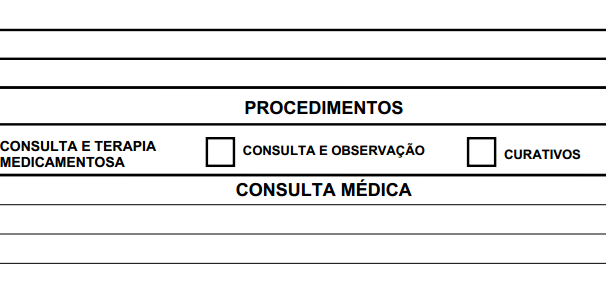 PROCEDIMENTOS
CONSULTA E TERAPIA
MEDICAMENTOSA
CONSULTA E OBSERVAÇÃO
CURATIVOS
CONSULTA MÉDICA